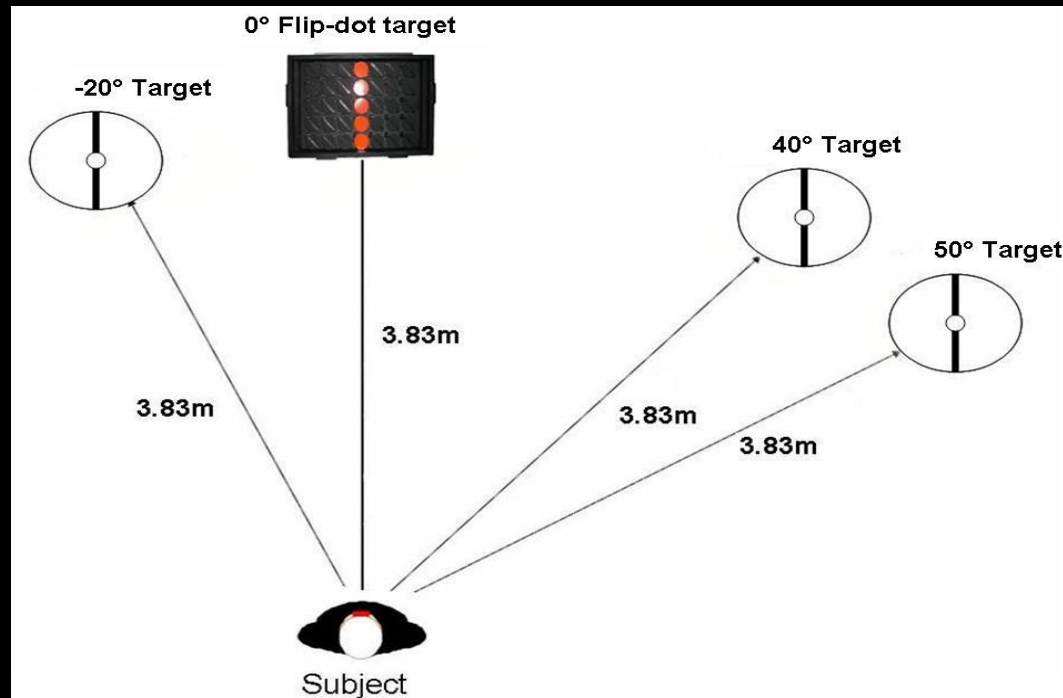 0° Flip-dot target
-20° Target
40° Target
50° Target
3.83m
3.83m
3.83m
3.83m
Subject